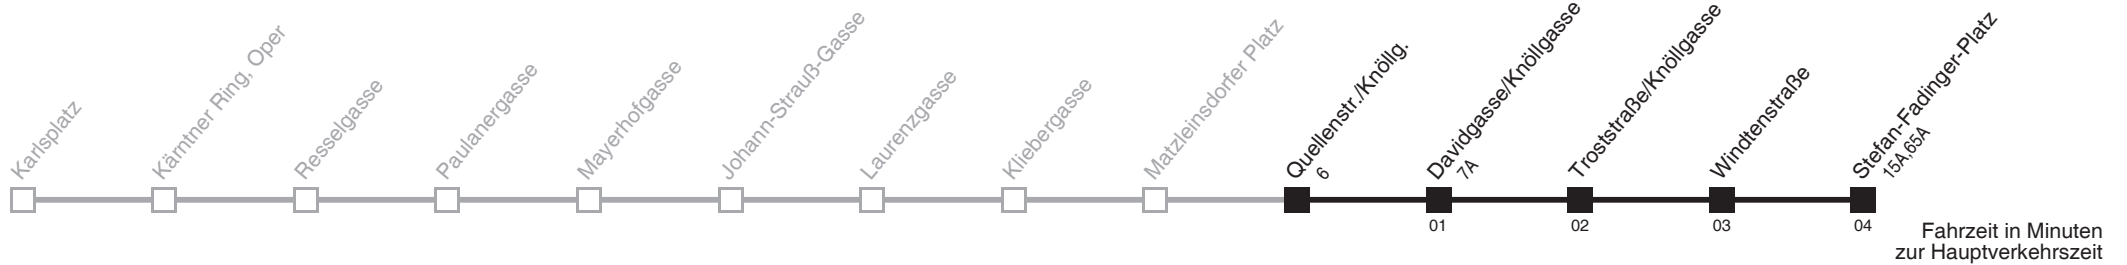 Karlsplatz
Kärntner Ring, Oper
Resselgasse
Paulanergasse
Mayerhofgasse
Johann-Strauß-Gasse
Laurenzgasse
Kliebergasse
Matzleinsdorfer Platz
Quellenstr./Knöllg.
6
Davidgasse/Knöllgasse
7A
Troststraße/Knöllgasse
Windtenstraße
Stefan-Fadinger-Platz
15A,65A
01
02
03
04
Fahrzeit in Minuten
zur Hauptverkehrszeit